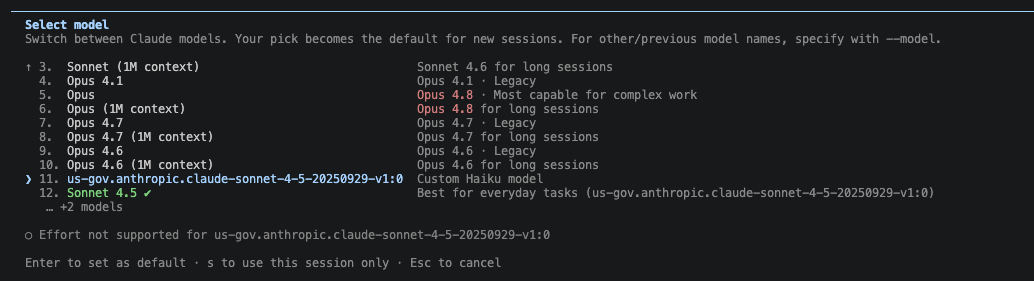 Select model
Switch between Claude models. Your pick becomes the default for new sessions. For other/previous model names, specify with --model.
↑ 3. Sonnet (1M context) Sonnet 4.6 for long sessions
4. Opus 4.1 Opus 4.1 · Legacy
5. Opus Opus 4.8 · Most capable for complex work
6. Opus (1M context) Opus 4.8 for long sessions
7. Opus 4.7 Opus 4.7 · Legacy
8. Opus 4.7 (1M context) Opus 4.7 for long sessions
9. Opus 4.6 Opus 4.6 · Legacy
10. Opus 4.6 (1M context) Opus 4.6 for long sessions
❯ 11. us-gov.anthropic.claude-sonnet-4-5-20250929-v1:0 Custom Haiku model
12. Sonnet 4.5 ✔ Best for everyday tasks (us-gov.anthropic.claude-sonnet-4-5-20250929-v1:0)
… +2 models
○ Effort not supported for us-gov.anthropic.claude-sonnet-4-5-20250929-v1:0
Enter to set as default · s to use this session only · Esc to cancel